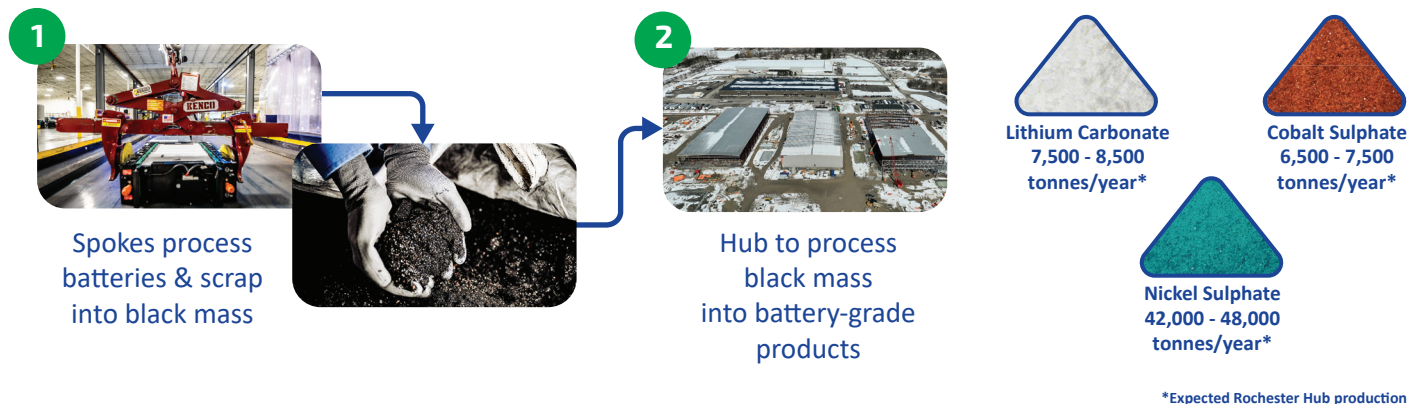 1
KENCO
Spokes process
batteries & scrap
into black mass
2
Hub to process
black mass
into battery-grade
products
Lithium Carbonate
7,500 - 8,500
tonnes/year*
Cobalt Sulphate
6,500 - 7,500
tonnes/year*
Nickel Sulphate
42,000 - 48,000
tonnes/year*
*Expected Rochester Hub production